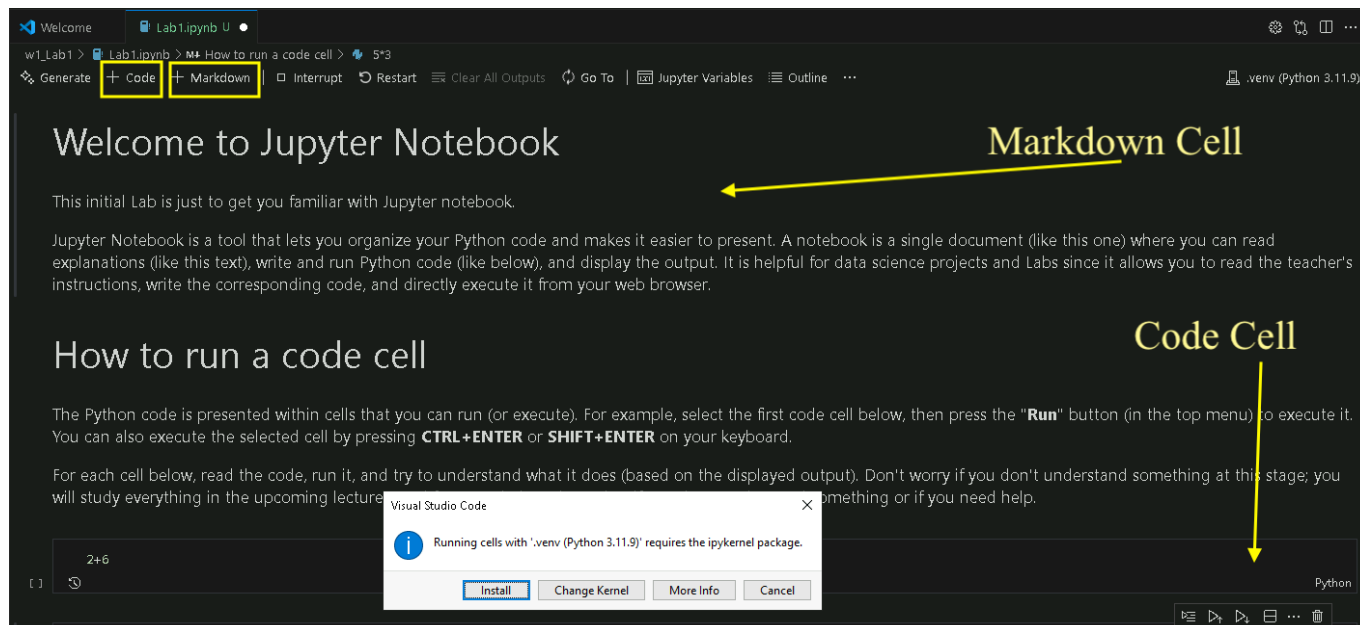 Welcome
Lab1.ipynb U ●
w1_Lab1 > Lab1.ipynb > M↓ How to run a code cell > 5*3
Generate + Code + Markdown | Interrupt Restart Clear All Outputs Go To | Jupyter Variables Outline ...
.venv (Python 3.11.9)
Welcome to Jupyter Notebook
Markdown Cell
This initial Lab is just to get you familiar with Jupyter notebook.
Jupyter Notebook is a tool that lets you organize your Python code and makes it easier to present. A notebook is a single document (like this one) where you can read
explanations (like this text), write and run Python code (like below), and display the output. It is helpful for data science projects and Labs since it allows you to read the teacher's
instructions, write the corresponding code, and directly execute it from your web browser.
Code Cell
How to run a code cell
The Python code is presented within cells that you can run (or execute). For example, select the first code cell below, then press the "Run" button (in the top menu) to execute it.
You can also execute the selected cell by pressing CTRL+ENTER or SHIFT+ENTER on your keyboard.
For each cell below, read the code, run it, and try to understand what it does (based on the displayed output). Don't worry if you don't understand something at this stage; you
will study everything in the upcoming lecture omething or if you need help.
Visual Studio Code
Running cells with '.venv (Python 3.11.9)' requires the ipykernel package.
Install Change Kernel More Info Cancel
2+6
[ ]
Python